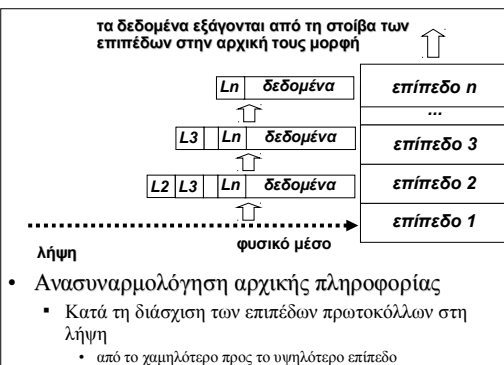 τα δεδομένα εξάγονται από τη στοίβα των
επιπέδων στην αρχική τους μορφή
Ln δεδομένα
επίπεδο n
...
L3 Ln δεδομένα
επίπεδο 3
L2 L3 Ln δεδομένα
επίπεδο 2
επίπεδο 1
λήψη
φυσικό μέσο
• Ανασυναρμολόγηση αρχικής πληροφορίας
▪ Κατά τη διάσχιση των επιπέδων πρωτοκόλλων στη
λήψη
• από το χαμηλότερο προς το υψηλότερο επίπεδο